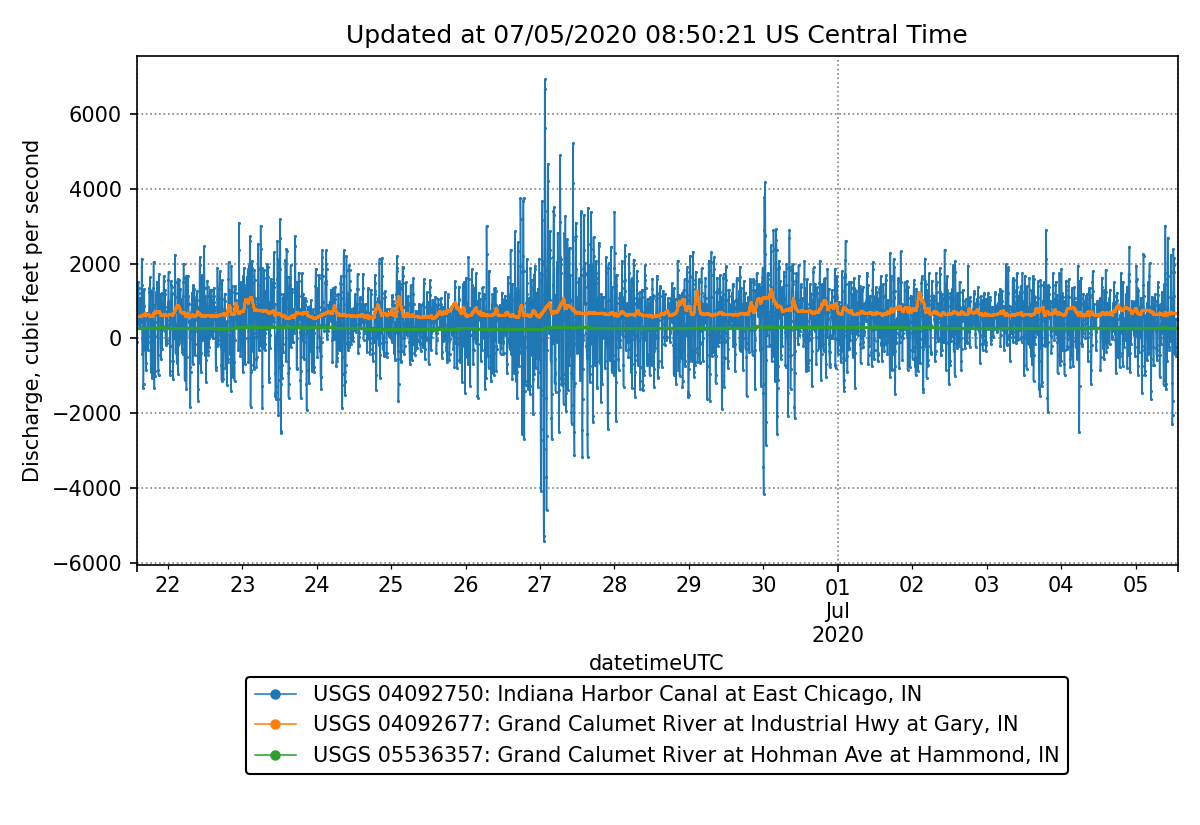 Updated at 07/05/2020 08:50:21 US Central Time
Discharge, cubic feet per second
6000
4000
2000
0
−2000
−4000
−6000
22 23 24 25 26 27 28 29 30 01 02 03 04 05
Jul
2020
datetimeUTC
USGS 04092750: Indiana Harbor Canal at East Chicago, IN
USGS 04092677: Grand Calumet River at Industrial Hwy at Gary, IN
USGS 05536357: Grand Calumet River at Hohman Ave at Hammond, IN